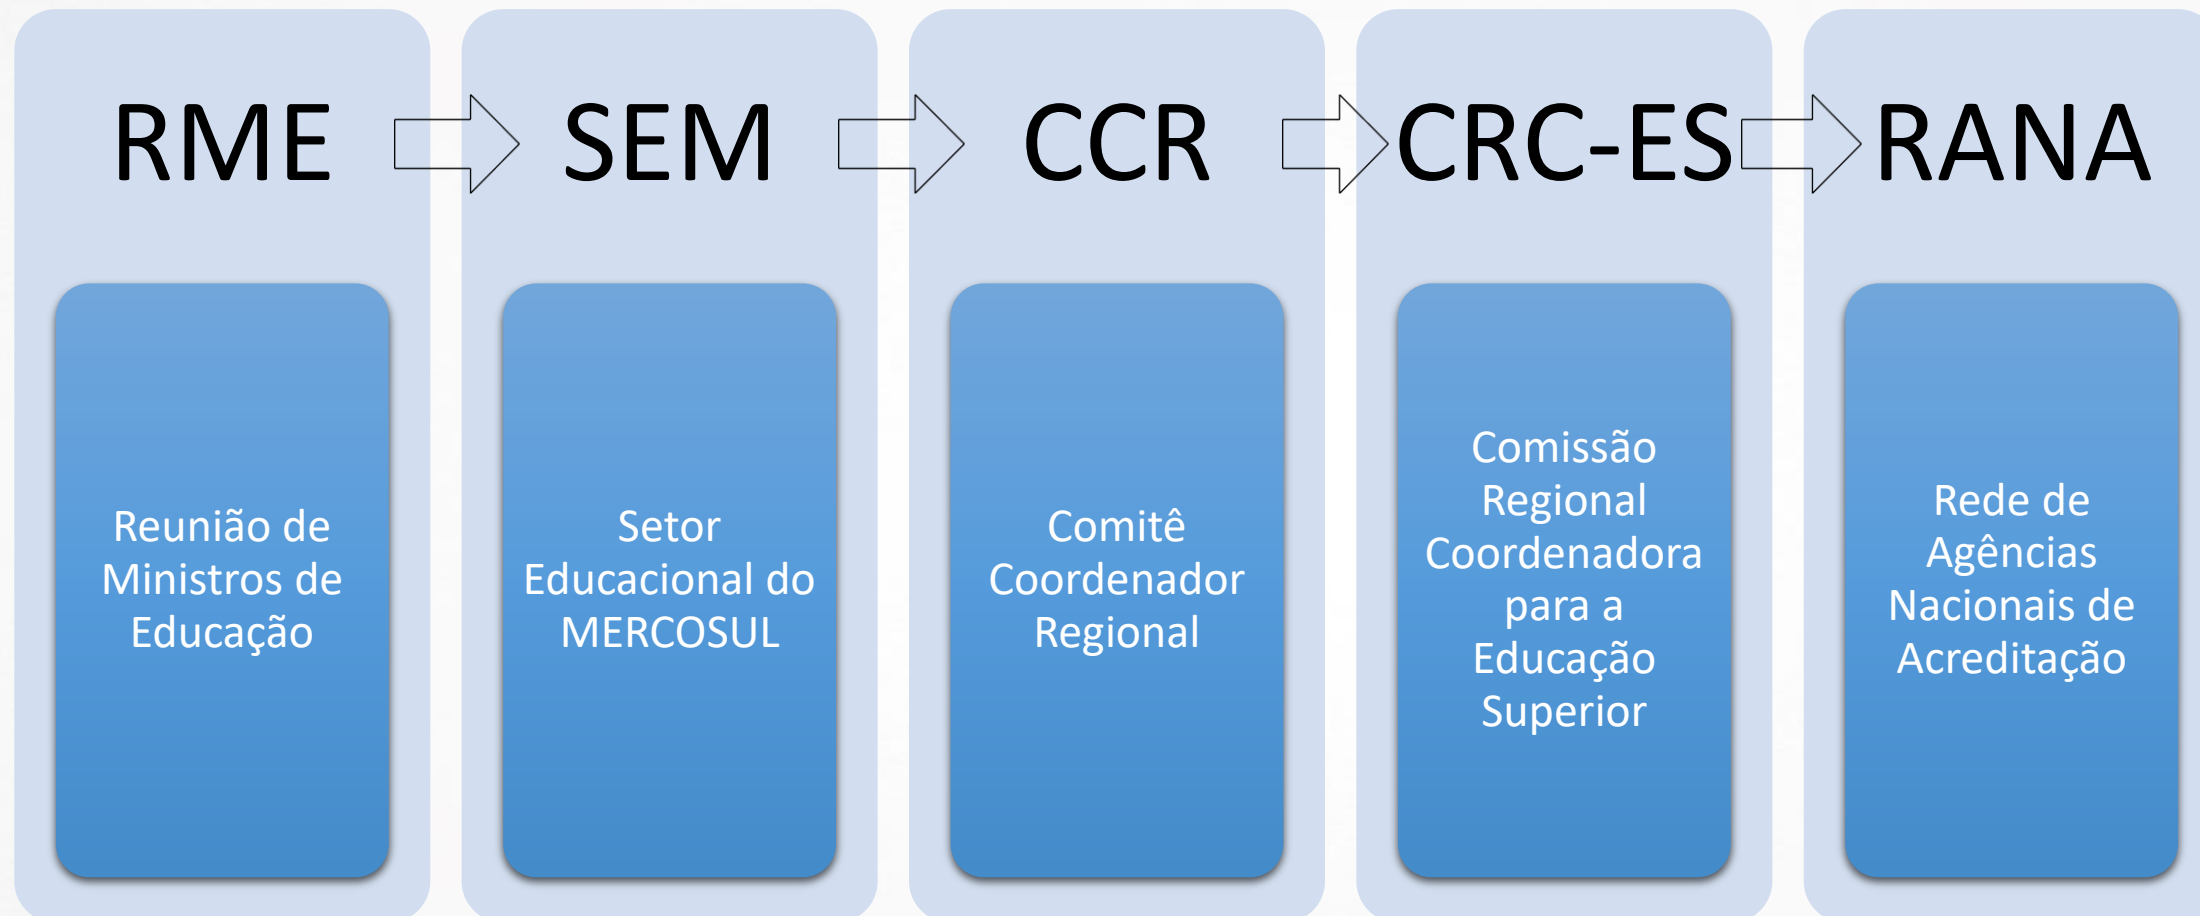 RME
SEM
CCR
CRC-ES
RANA
Reunião de
Ministros de
Educação
Setor
Educacional do
MERCOSUL
Comitê
Coordenador
Regional
Comissão
Regional
Coordenadora
para a
Educação
Superior
Rede de
Agências
Nacionais de
Acreditação